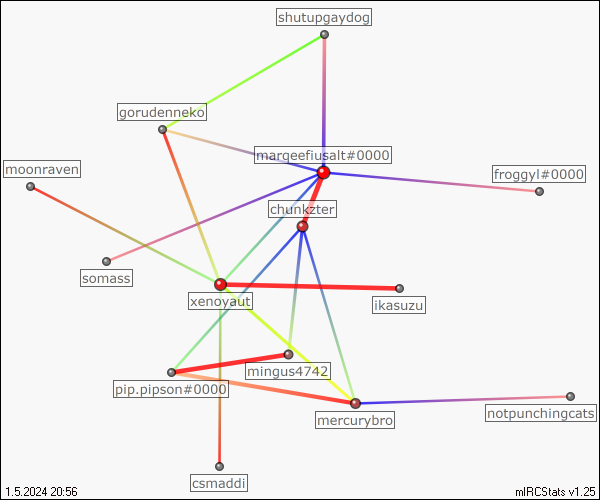 shutupgaydog
gorudenneko
margeefiusalt#0000
moonraven
froggyl#0000
chunkzter
somass
xenoyaut
ikasuzu
mingus4742
pip.pipson#0000
notpunchingcats
mercurybro
csmaddi
1.5.2024 20:56
mIRCStats v1.25